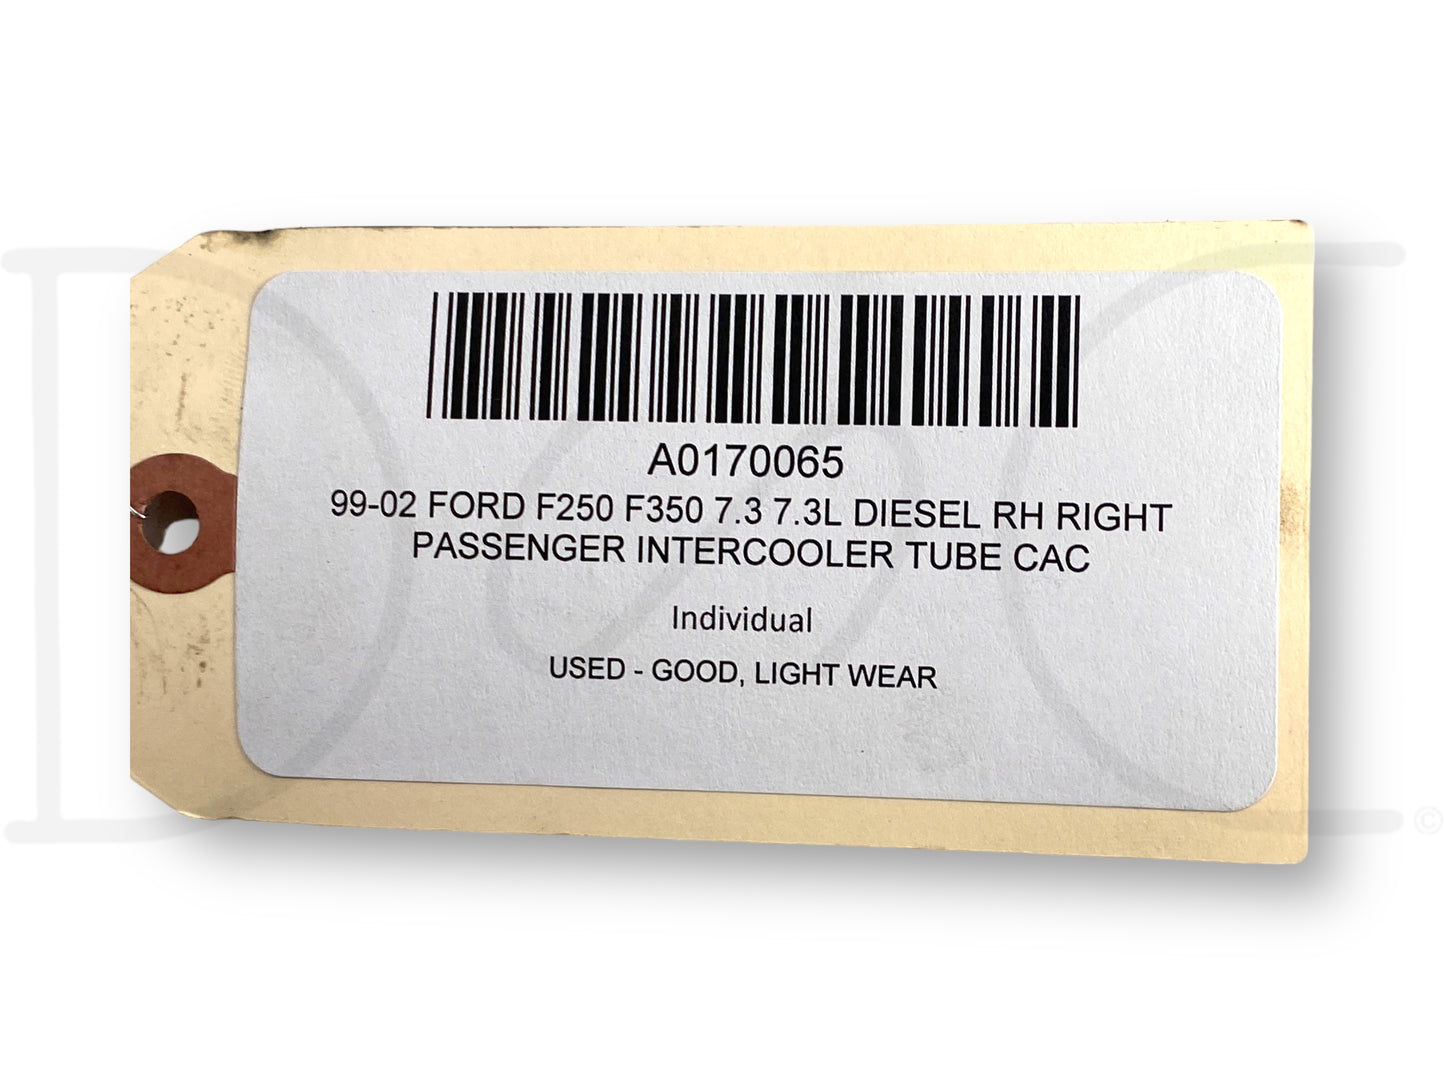 A0170065
99-02 FORD F250 F350 7.3 7.3L DIESEL RH RIGHT
PASSENGER INTERCOOLER TUBE CAC
Individual
USED - GOOD, LIGHT WEAR
©